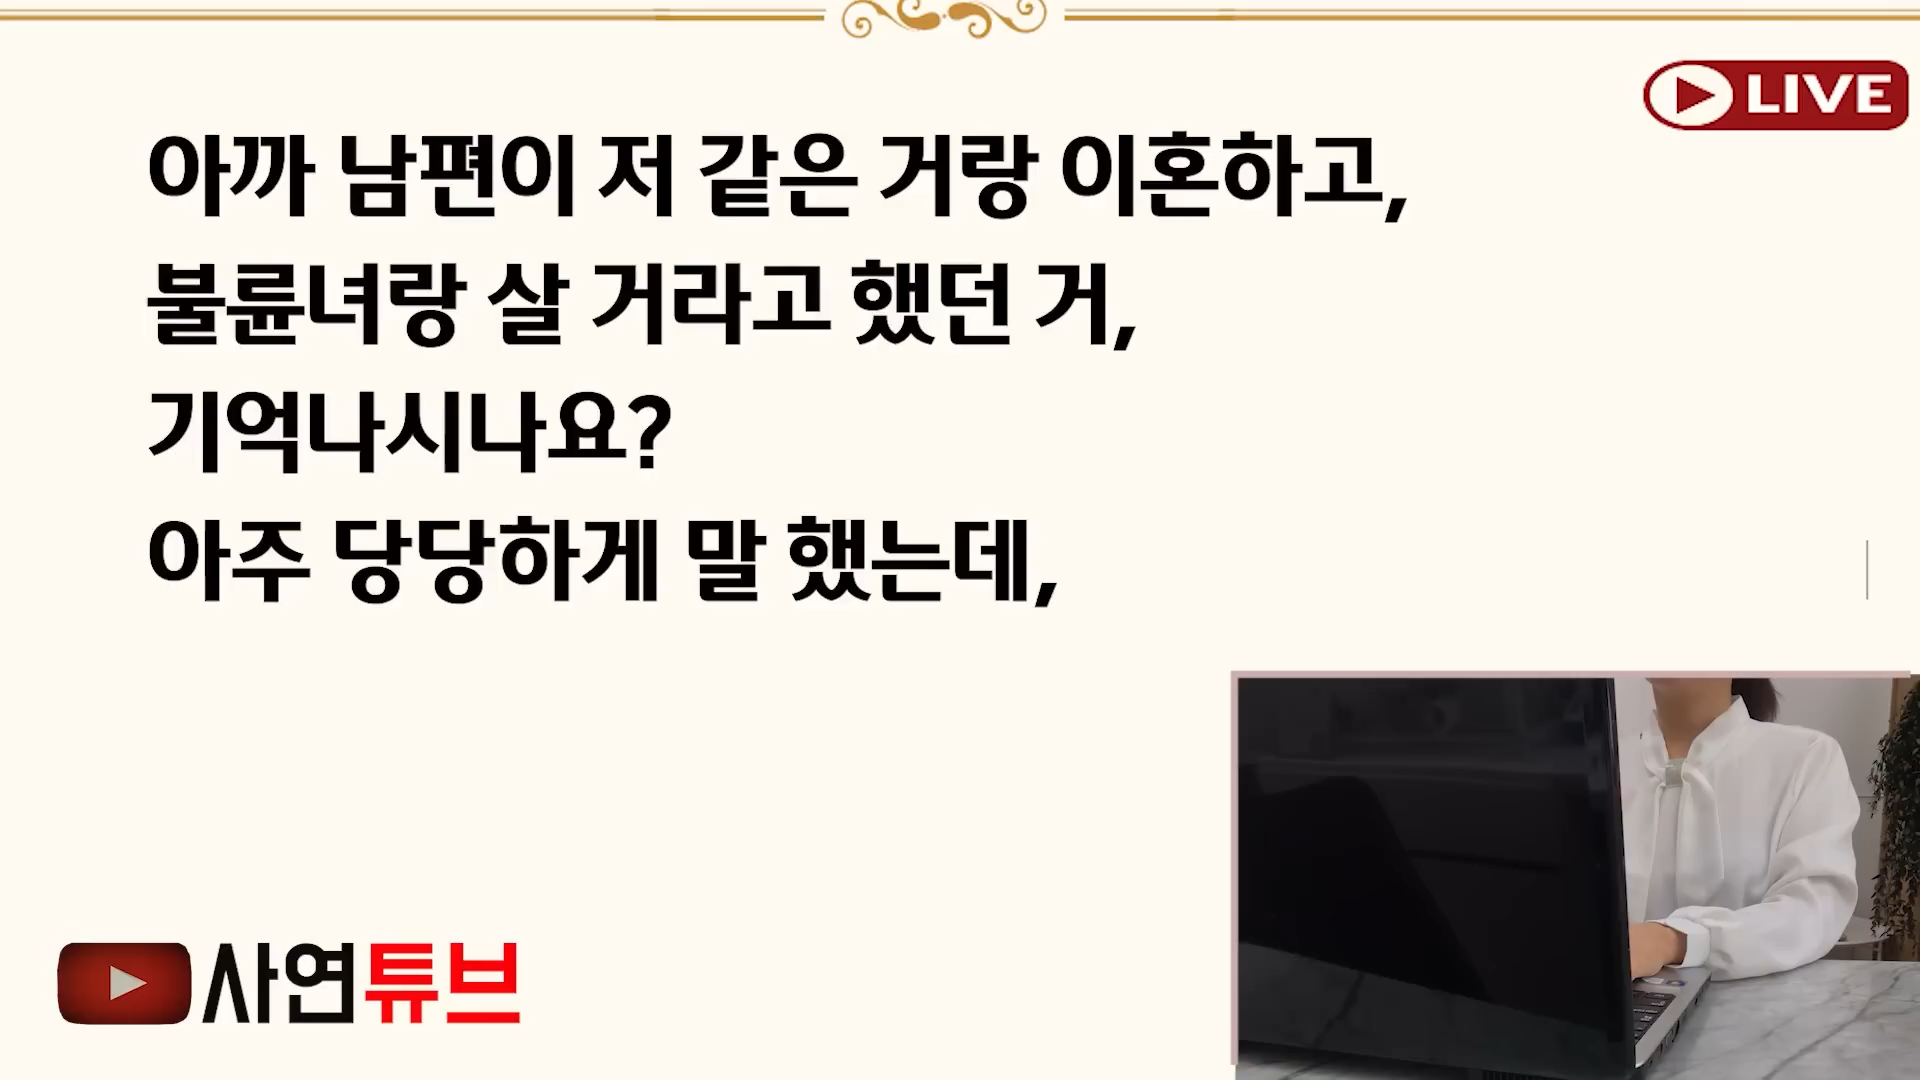 LIVE
아까 남편이 저 같은 거랑 이혼하고,
불륜녀랑 살 거라고 했던 거,
기억나시나요?
아주 당당하게 말 했는데,
사연튜브